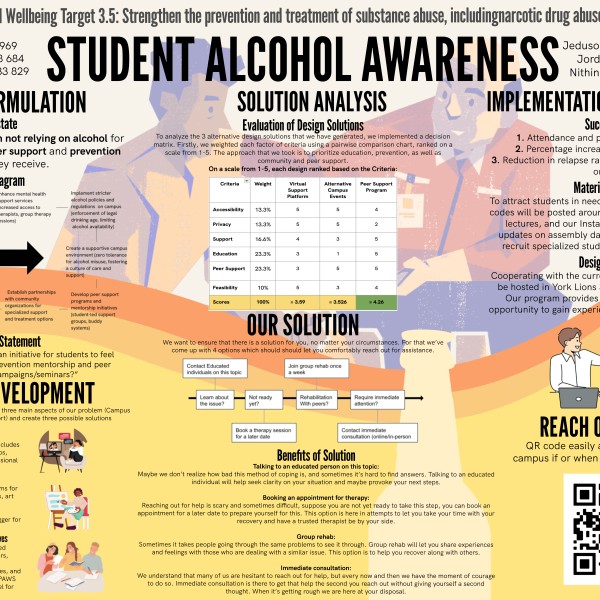 Wellbeing Target 3.5: Strengthen the prevention and treatment of substance abuse, includingnarcotic drug abuse
969
684
83 829
STUDENT ALCOHOL AWARENESS
Jeduso
Jord
Nithin
RMULATION
state
not relying on alcohol for
er support and prevention
ey receive.
agram
nhance mental health
support services
ncreased access to
erapists, group therapy
essions)
Implement stricter
alcohol policies and
regulations on campus
(enforcement of legal
drinking age, limiting
alcohol availability)
Create a supportive campus
environment (zero tolerance
for alcohol misuse, fostering
a culture of care and
support)
Establish partnerships
with community
organizations for
specialized support
and treatment options
Develop peer support
programs and
mentorship initiatives
(student-led support
groups, buddy
systems)
Statement
an initiative for students to feel
evention mentorship and peer
ampaigns/seminars?"
VELOPMENT
three main aspects of our problem (Campus
ort) and create three possible solutions
cludes
os,
sional
ms for
, art
gger for
ves
ed
rs,
es, and
PAWS
ol for
SOLUTION ANALYSIS
Evaluation of Design Solutions
To analyze the 3 alternative design solutions that we have generated, we implemented a decision
matrix. Firstly, we weighted each factor of criteria using a pairwise comparison chart, ranked on a
scale from 1-5. The approach that we took is to prioritize education, prevention, as well as
community and peer support.
On a scale from 1-5, each design ranked based on the Criteria:
Criteria Weight Virtual Support Platform Alternative Campus Events Peer Support Program
Accessibility 13.3% 5 5 4
Privacy 13.3% 5 5 2
Support 16.6% 4 3 5
Education 23.3% 3 1 5
Peer Support 23.3% 3 5 5
Feasibility 10% 5 3 4
Scores 100% = 3.59 = 3.526 = 4.26
OUR SOLUTION
We want to ensure that there is a solution for you, no matter your circumstances. For that we've
come up with 4 options which should should let you comfortably reach out for assistance.
Contact Educated
individuals on this topic
Join group rehab once
a week
Learn about
the issue?
Not ready
yet?
Rehabilitation
With peers?
Require immediate
attention?
Book a therapy session
for a later date
Contact immediate
consultation (online/in-person
Benefits of Solution
Talking to an educated person on this topic:
Maybe we don't realize how bad this method of coping is, and sometimes it's hard to find answers. Talking to an educated
individual will help seek clarity on your situation and maybe provoke your next steps.
Booking an appointment for therapy:
Reaching out for help is scary and sometimes difficult, suppose you are not yet ready to take this step, you can book an
appointment for a later date to prepare yourself for this. This option is here in attempts to let you take your time with your
recovery and have a trusted therapist be by your side.
Group rehab:
Sometimes it takes people going through the same problems to see it through. Group rehab will let you share experiences
and feelings with those who are dealing with a similar issue. This option is to help you recover along with others.
Immediate consultation:
We understand that many of us are hesitant to reach out for help, but every now and then we have the moment of courage
to do so. Immediate consultation is there to get that help the second you reach out without giving yourself a second
thought. When it's getting rough we are here at your disposal.
IMPLEMENTATIO
Suc
1. Attendance and p
2. Percentage increa
3. Reduction in relapse ra
or
Materi
To attract students in need
codes will be posted around
lectures, and our Insta
updates on assembly da
recruit specialized stud
Desig
Cooperating with the curre
be hosted in York Lions
Our program provides
opportunity to gain experie
REACH O
QR code easily a
campus if or when